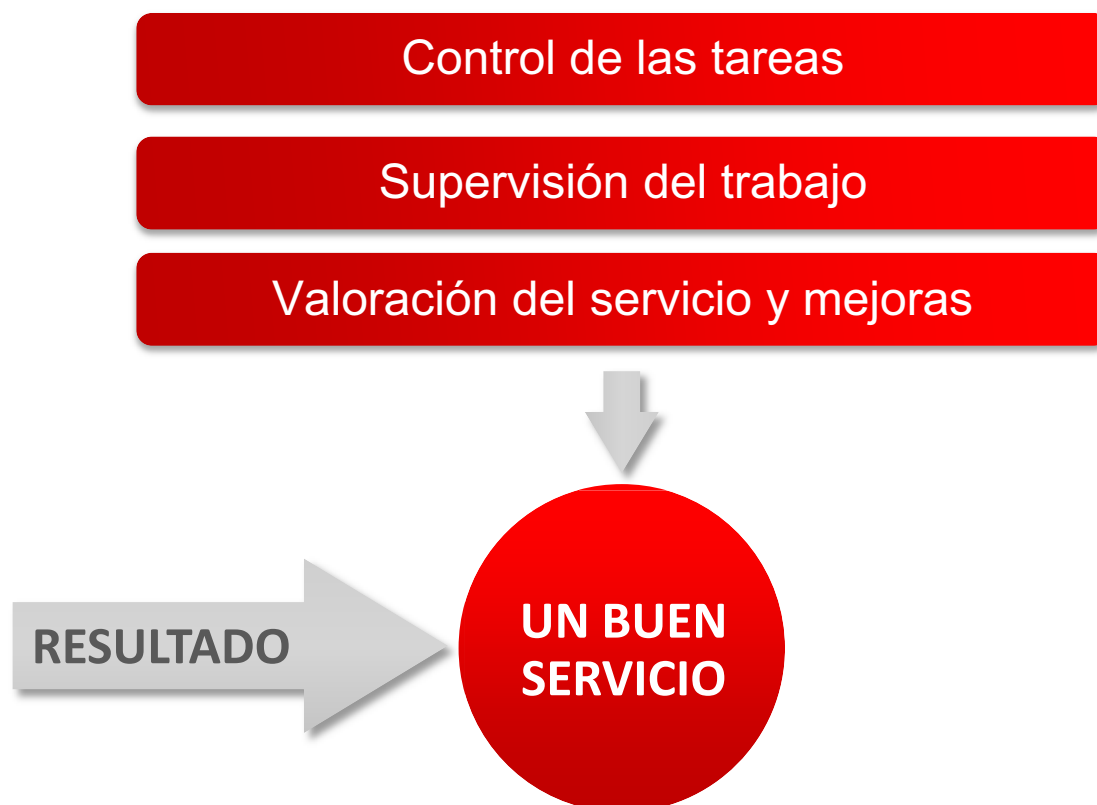 Control de las tareas
Supervisión del trabajo
Valoración del servicio y mejoras
RESULTADO
UN BUEN
SERVICIO